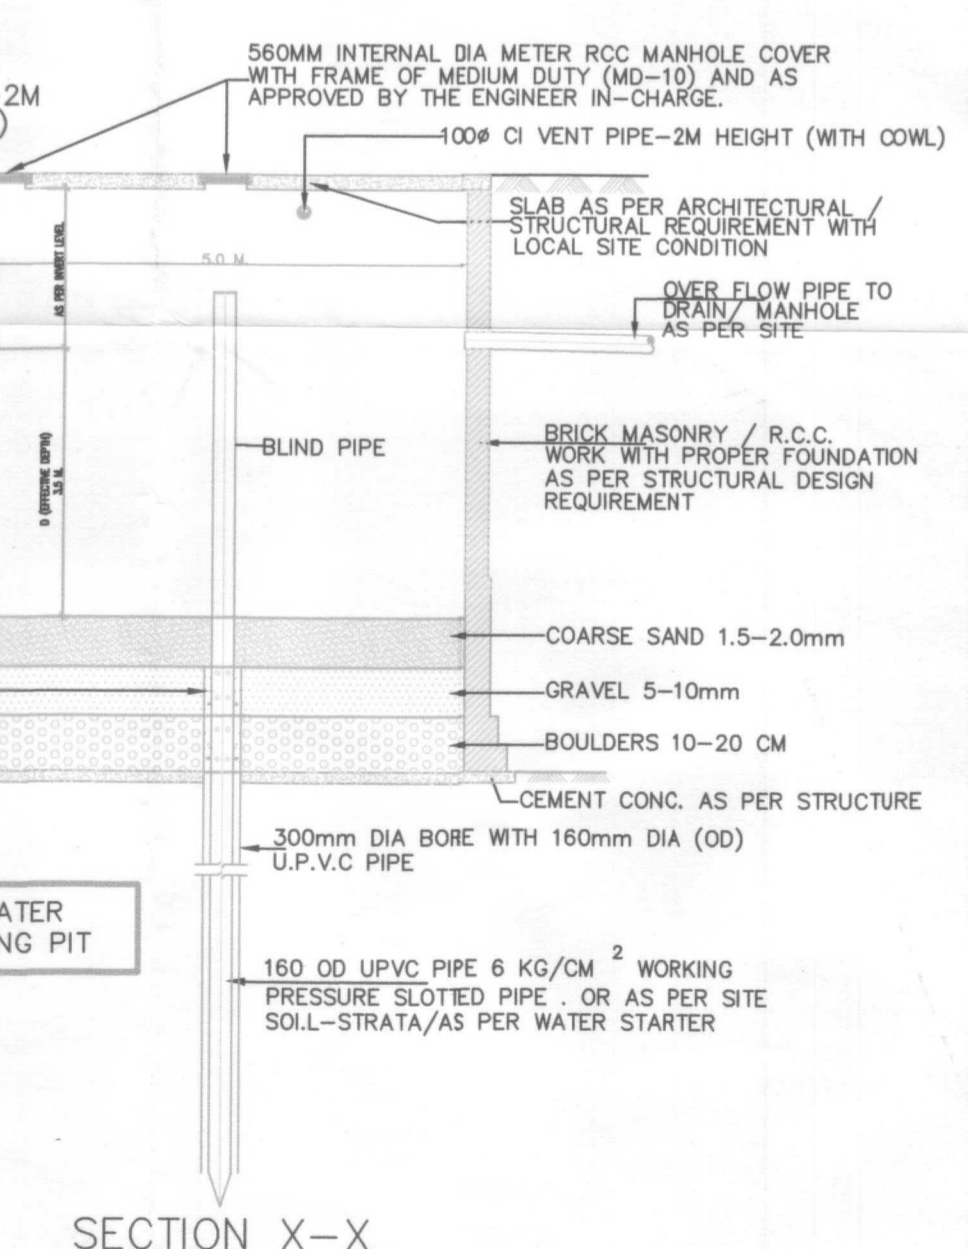 560MM INTERNAL DIA METER RCC MANHOLE COVER
WITH FRAME OF MEDIUM DUTY (MD-10) AND AS
APPROVED BY THE ENGINEER IN-CHARGE.
2M
)
100ø CI VENT PIPE-2M HEIGHT (WITH COWL)
SLAB AS PER ARCHITECTURAL /
STRUCTURAL REQUIREMENT WITH
LOCAL SITE CONDITION
AS PER INVERT LEVEL
5.0 M.
OVER FLOW PIPE TO
DRAIN/ MANHOLE
AS PER SITE
BLIND PIPE
BRICK MASONRY / R.C.C.
WORK WITH PROPER FOUNDATION
AS PER STRUCTURAL DESIGN
REQUIREMENT
D (EFFECTIVE DEPTH)
3.5 M.
COARSE SAND 1.5-2.0mm
GRAVEL 5-10mm
BOULDERS 10-20 CM
CEMENT CONC. AS PER STRUCTURE
300mm DIA BORE WITH 160mm DIA (OD)
U.P.V.C PIPE
ATER
NG PIT
160 OD UPVC PIPE 6 KG/CM 2 WORKING
PRESSURE SLOTTED PIPE . OR AS PER SITE
SOI.L-STRATA/AS PER WATER STARTER
SECTION X-X